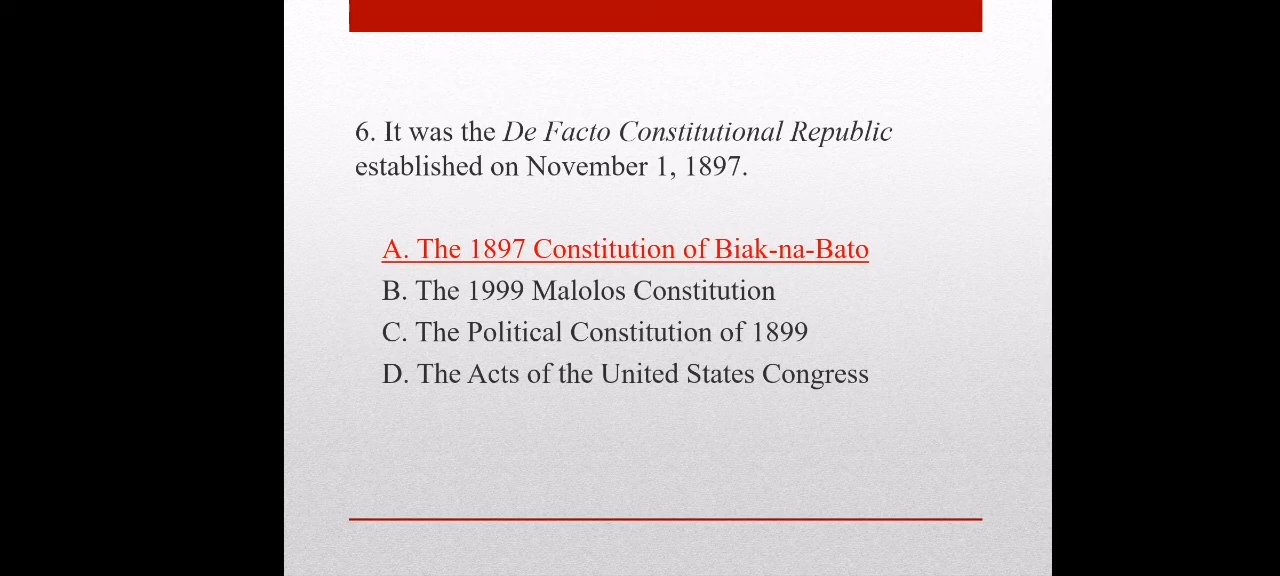 6. It was the De Facto Constitutional Republic
established on November 1, 1897.
A. The 1897 Constitution of Biak-na-Bato
B. The 1999 Malolos Constitution
C. The Political Constitution of 1899
D. The Acts of the United States Congress